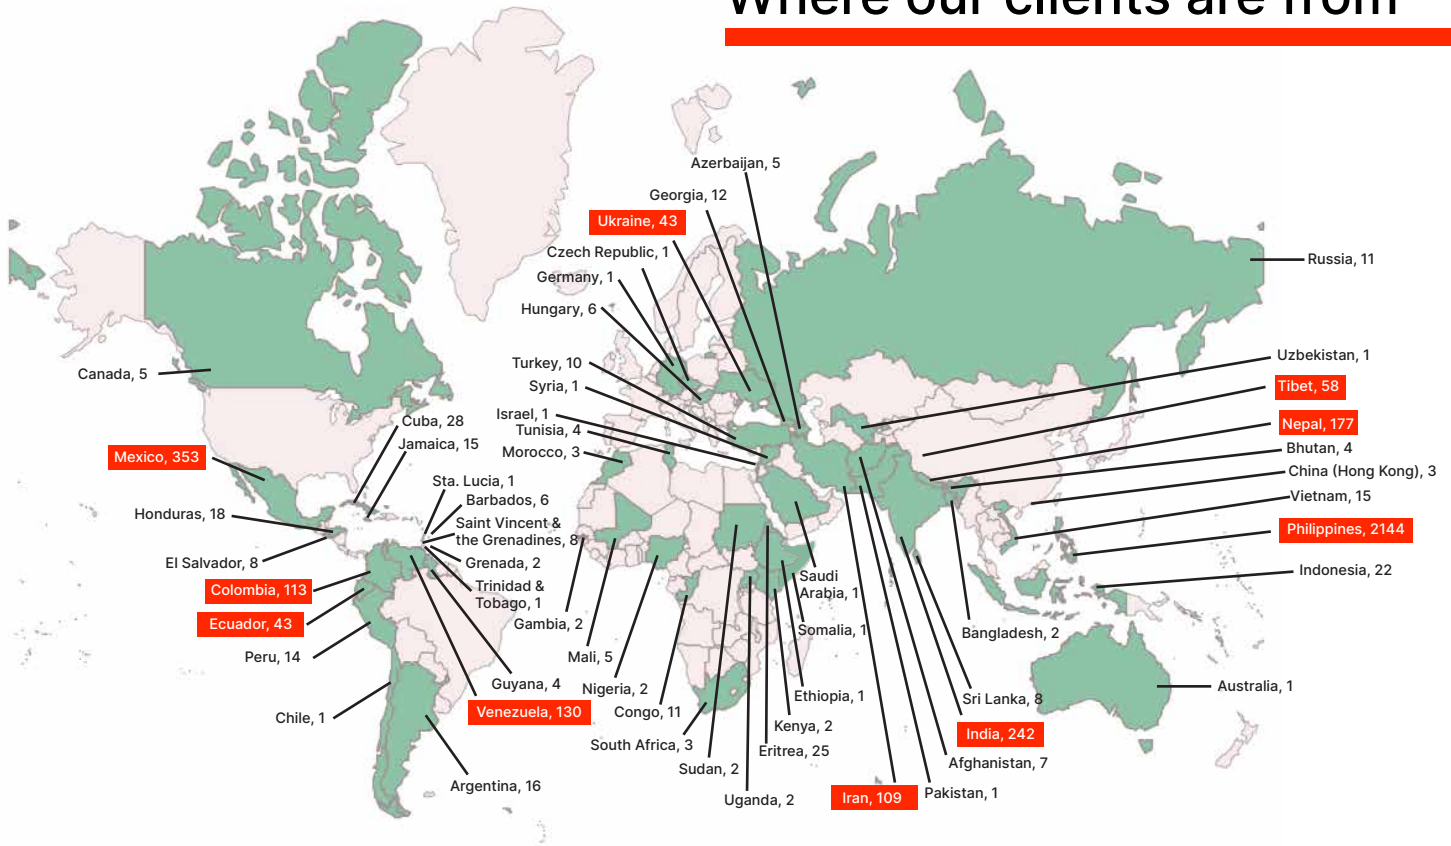 Where our clients are from
Azerbaijan, 5
Georgia, 12
Ukraine, 43
Czech Republic, 1
Germany, 1
Hungary, 6
Turkey, 10
Syria, 1
Israel, 1
Tunisia, 4
Morocco, 3
Russia, 11
Uzbekistan, 1
Tibet, 58
Nepal, 177
Bhutan, 4
China (Hong Kong), 3
Vietnam, 15
Philippines, 2144
Indonesia, 22
Australia, 1
Canada, 5
Cuba, 28
Jamaica, 15
Mexico, 353
Sta. Lucia, 1
Barbados, 6
Saint Vincent &
the Grenadines, 8
Grenada, 2
Trinidad &
Tobago, 1
Honduras, 18
El Salvador, 8
Colombia, 113
Ecuador, 43
Peru, 14
Chile, 1
Guyana, 4
Venezuela, 130
Argentina, 16
Gambia, 2
Mali, 5
Nigeria, 2
Congo, 11
South Africa, 3
Sudan, 2
Uganda, 2
Eritrea, 25
Kenya, 2
Ethiopia, 1
Somalia, 1
Saudi
Arabia, 1
Bangladesh, 2
Sri Lanka, 8
India, 242
Afghanistan, 7
Pakistan, 1
Iran, 109